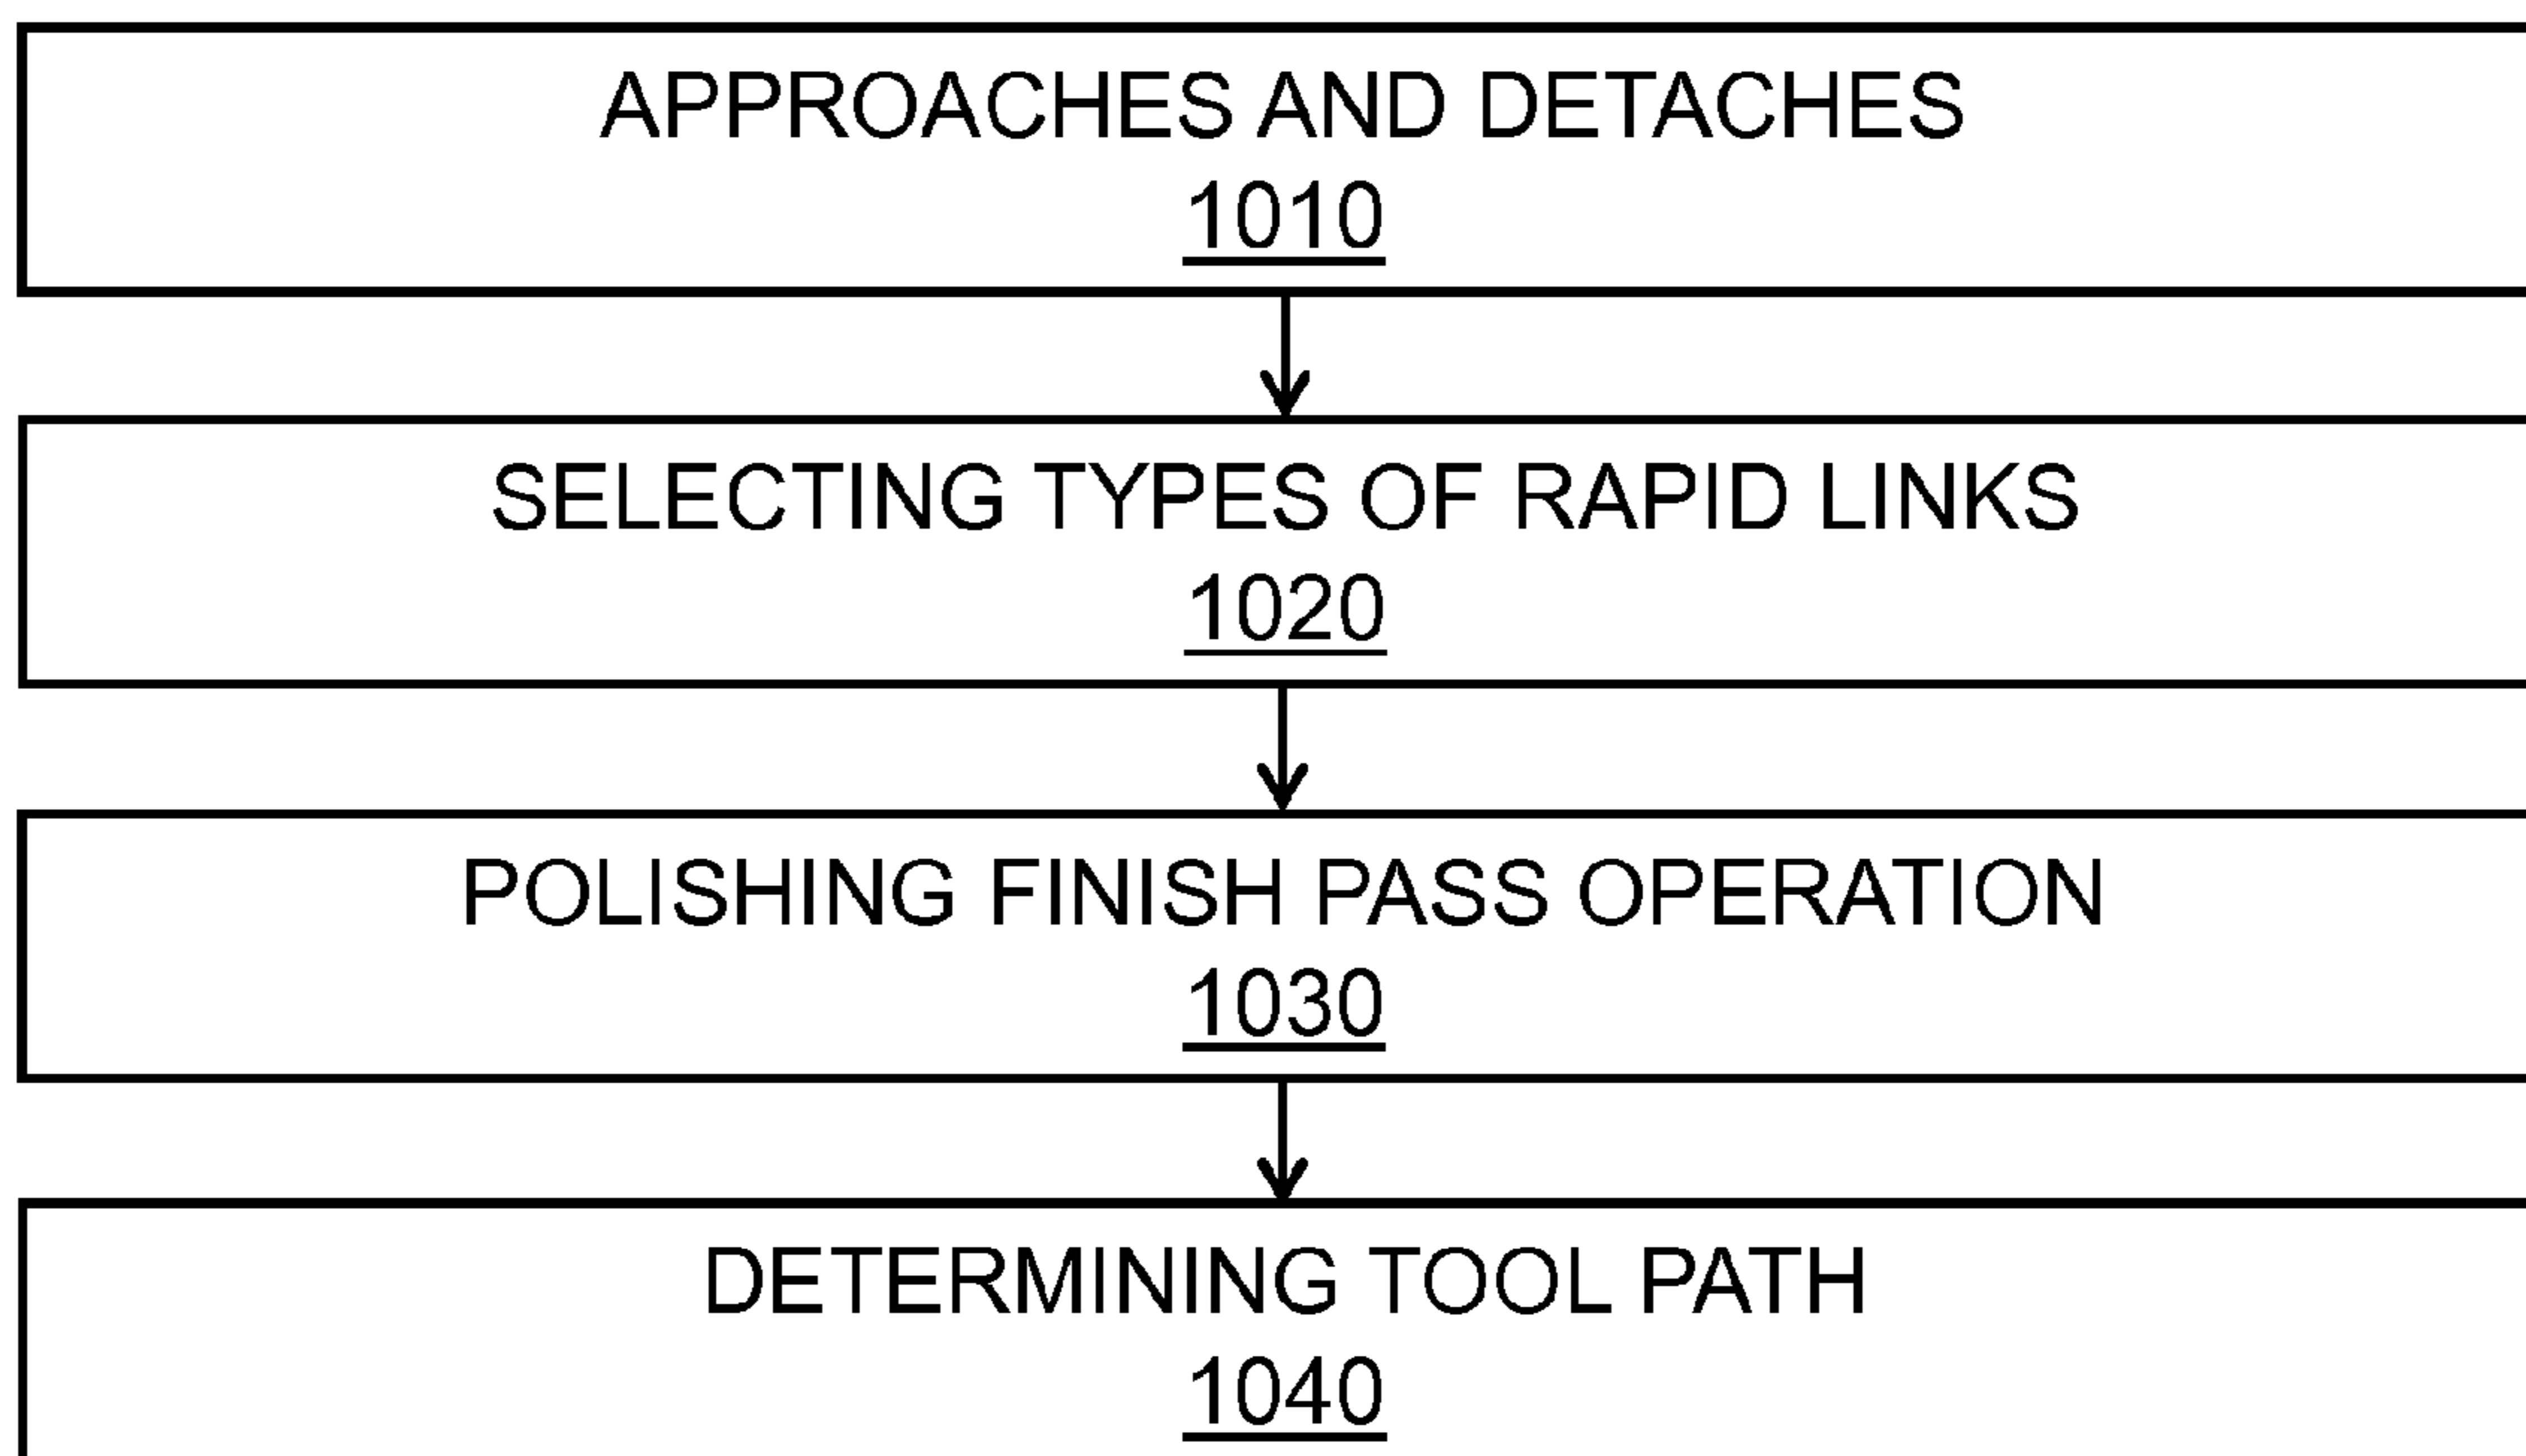 APPROACHES AND DETACHES
1010
SELECTING TYPES OF RAPID LINKS
1020
POLISHING FINISH PASS OPERATION
1030
DETERMINING TOOL PATH
1040